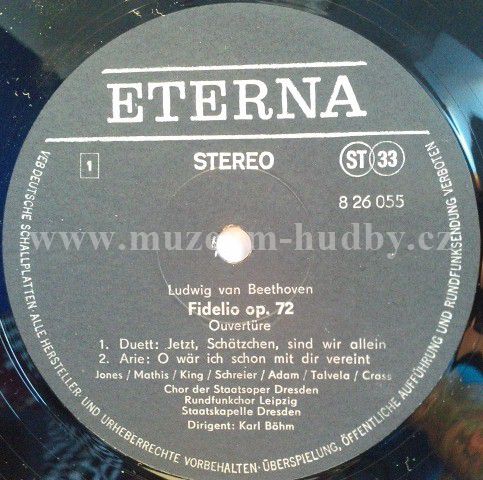 ETERNA
1
STEREO
ST 33
8 26 055
www.muzeum-hudby.cz
Ludwig van Beethoven
Fidelio op. 72
Ouvertüre
1. Duett: Jetzt, Schätzchen, sind wir allein
2. Arie: O wär ich schon mit dir vereint
Jones / Mathis / King / Schreier / Adam / Talvela / Crass
Chor der Staatsoper Dresden
Rundfunkchor Leipzig
Staatskapelle Dresden
Dirigent: Karl Böhm
VEB DEUTSCHE SCHALLPLATTEN. ALLE HERSTELLER- UND URHEBERRECHTE VORBEHALTEN · ÜBERSPIELUNG, ÖFFENTLICHE AUFFÜHRUNG UND RUNDFUNKSENDUNG VERBOTEN.